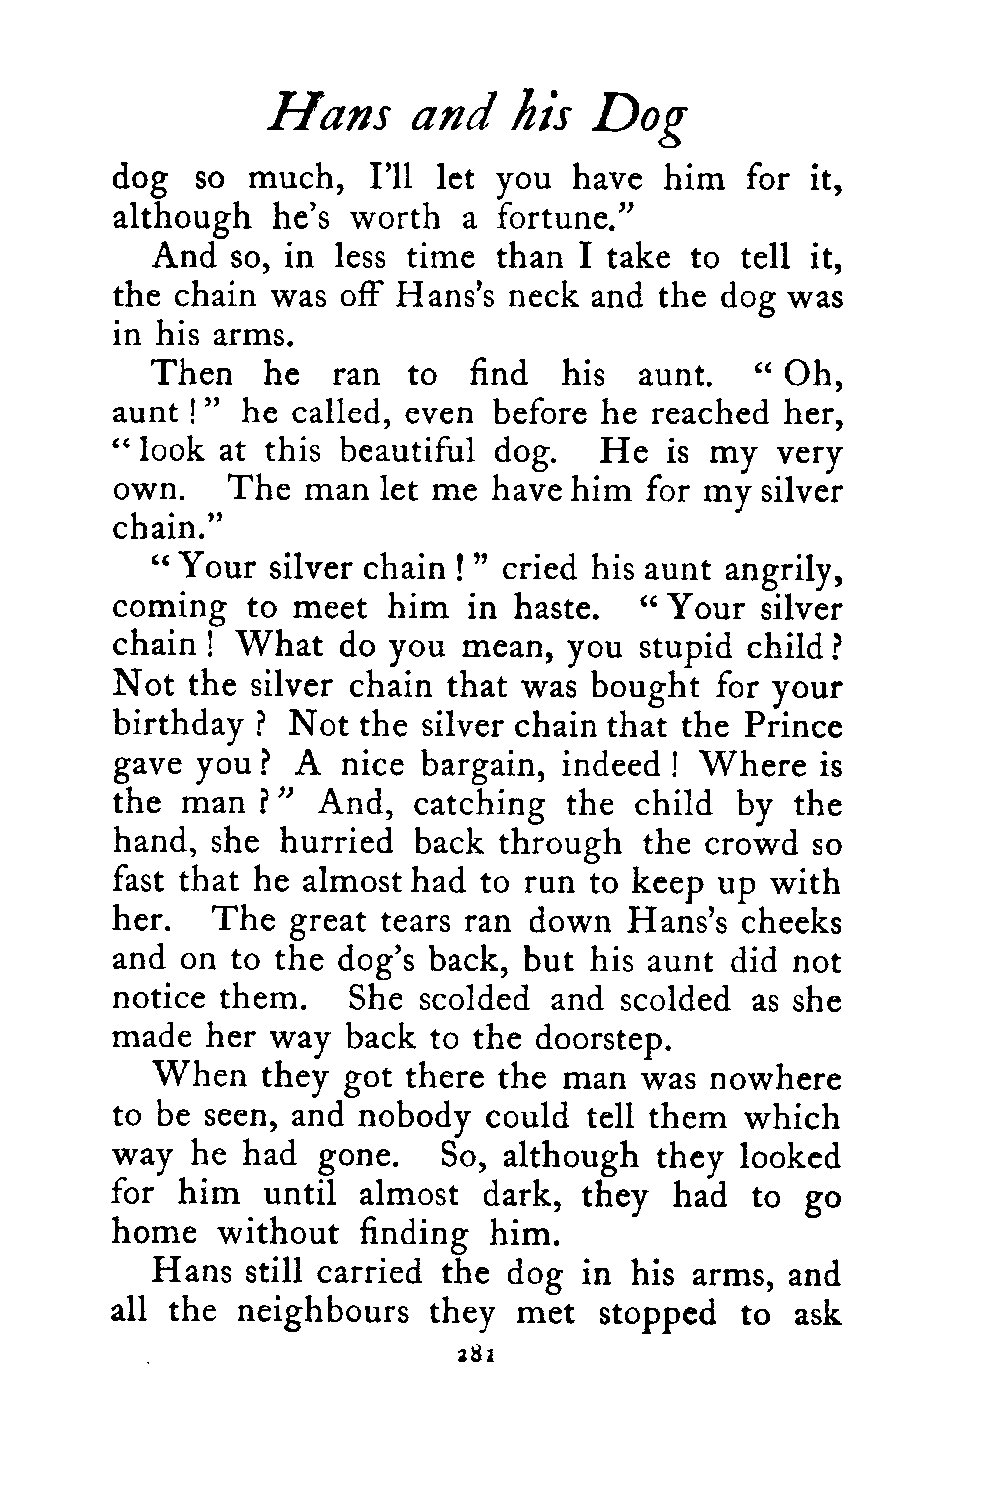 Hans and his Dog
dog so much, I'll let you have him for it,
although he's worth a fortune."
And so, in less time than I take to tell it,
the chain was off Hans's neck and the dog was
in his arms.
Then he ran to find his aunt. "Oh,
aunt!" he called, even before he reached her,
"look at this beautiful dog. He is my very
own. The man let me have him for my silver
chain."
"Your silver chain!" cried his aunt angrily,
coming to meet him in haste. "Your silver
chain! What do you mean, you stupid child?
Not the silver chain that was bought for your
birthday? Not the silver chain that the Prince
gave you? A nice bargain, indeed! Where is
the man?" And, catching the child by the
hand, she hurried back through the crowd so
fast that he almost had to run to keep up with
her. The great tears ran down Hans's cheeks
and on to the dog's back, but his aunt did not
notice them. She scolded and scolded as she
made her way back to the doorstep.
When they got there the man was nowhere
to be seen, and nobody could tell them which
way he had gone. So, although they looked
for him until almost dark, they had to go
home without finding him.
Hans still carried the dog in his arms, and
all the neighbours they met stopped to ask
281